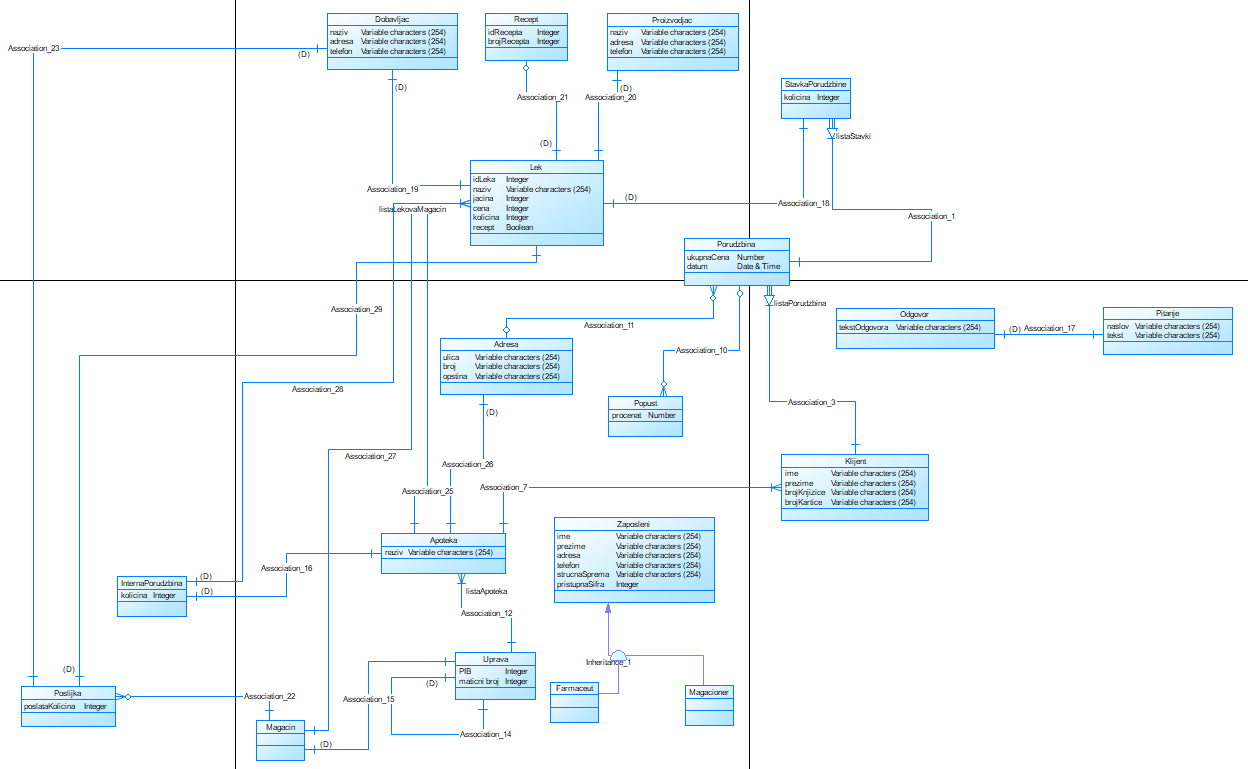 Dobavljac
naziv Variable characters (254)
adresa Variable characters (254)
telefon Variable characters (254)
Recept
idRecepta Integer
brojRecepta Integer
Proizvodjac
naziv Variable characters (254)
adresa Variable characters (254)
telefon Variable characters (254)
Association_23
(D)
(D)
(D)
Association_21
Association_20
(D)
StavkaPorudzbine
kolicina Integer
listaStavki
Lek
idLeka Integer
naziv Variable characters (254)
jacina Integer
cena Integer
kolicina Integer
recept Boolean
Association_19
listaLekovaMagacin
(D)
Association_18
Association_1
Porudzbina
ukupnaCena Number
datum Date & Time
listaPorudzbina
Association_29
Association_11
Odgovor
tekstOdgovora Variable characters (254)
(D)
Association_17
Pitanje
naslov Variable characters (254)
tekst Variable characters (254)
Adresa
ulica Variable characters (254)
broj Variable characters (254)
opstina Variable characters (254)
Association_10
Association_28
Popust
procenat Number
(D)
Association_3
Association_27
Association_26
Klijent
ime Variable characters (254)
prezime Variable characters (254)
brojKnjizice Variable characters (254)
brojKartice Variable characters (254)
Association_25
Association_7
Apoteka
naziv Variable characters (254)
Zaposleni
ime Variable characters (254)
prezime Variable characters (254)
adresa Variable characters (254)
telefon Variable characters (254)
strucnaSprema Variable characters (254)
pristupnaSifra Integer
Association_16
InternaPorudzbina
kolicina Integer
(D)
(D)
listaApoteka
Association_12
Uprava
PIB Integer
maticni broj Integer
(D)
Inheritance_1
(D)
Poslijka
poslataKolicina Integer
Association_22
Association_15
Farmaceut
Magacioner
Magacin
(D)
Association_14